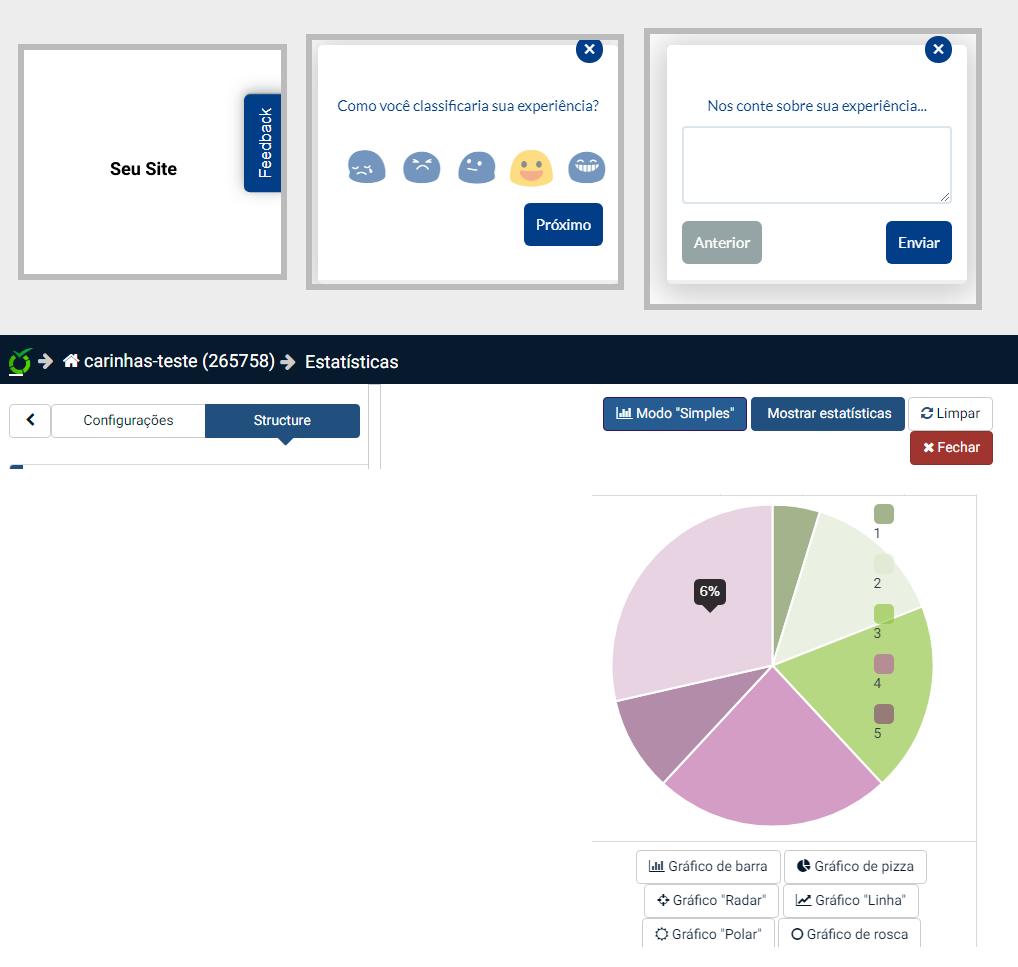 Seu Site
Feedback
Como você classificaria sua experiência?
Próximo
Nos conte sobre sua experiência...
Anterior
Enviar
carinhas-teste (265758) Estatísticas
Configurações
Structure
Modo "Simples"
Mostrar estatísticas
Limpar
Fechar
6%
1
2
3
4
5
Gráfico de barra
Gráfico de pizza
Gráfico "Radar"
Gráfico "Linha"
Gráfico "Polar"
Gráfico de rosca